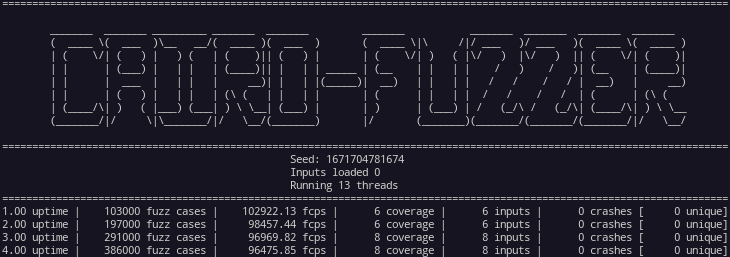 CAIRO-FUZZER
Seed: 1671704781674
Inputs loaded 0
Running 13 threads
1.00 uptime | 103000 fuzz cases | 102922.13 fcps | 6 coverage | 6 inputs | 0 crashes [ 0 unique]
2.00 uptime | 197000 fuzz cases | 98457.44 fcps | 6 coverage | 6 inputs | 0 crashes [ 0 unique]
3.00 uptime | 291000 fuzz cases | 96969.82 fcps | 8 coverage | 8 inputs | 0 crashes [ 0 unique]
4.00 uptime | 386000 fuzz cases | 96475.85 fcps | 8 coverage | 8 inputs | 0 crashes [ 0 unique]